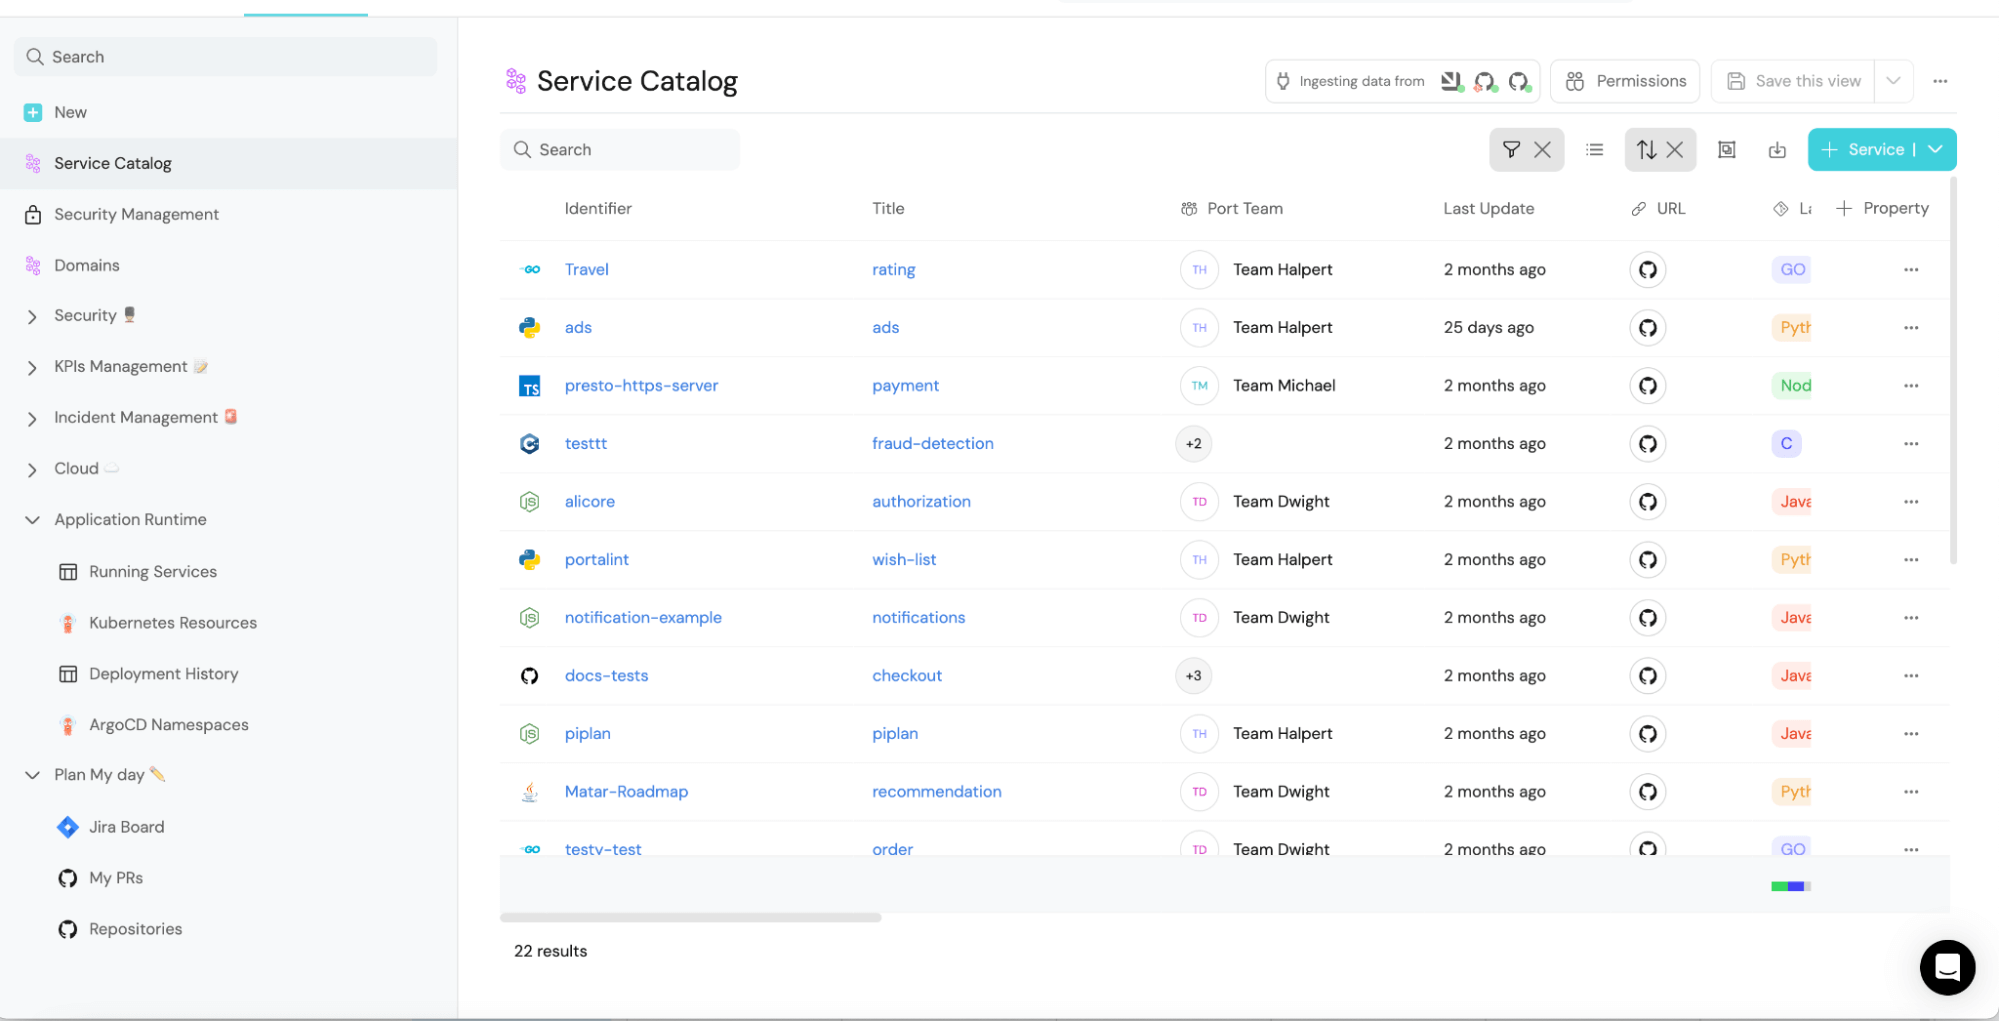 Search
New
Service Catalog
Security Management
Domains
Security
KPIs Management
Incident Management
Cloud
Application Runtime
Running Services
Kubernetes Resources
Deployment History
ArgoCD Namespaces
Plan My day
Jira Board
My PRs
Repositories
Service Catalog
Ingesting data from
Permissions
Save this view
Search
+ Service |
Identifier Title Port Team Last Update URL La + Property
GO Travel rating TH Team Halpert 2 months ago GO
ads ads TH Team Halpert 25 days ago Pyth
TS presto-https-server payment TM Team Michael 2 months ago Nod
C testtt fraud-detection +2 2 months ago C
JS alicore authorization TD Team Dwight 2 months ago Java
portalint wish-list TH Team Halpert 2 months ago Pyth
JS notification-example notifications TD Team Dwight 2 months ago Java
docs-tests checkout +3 2 months ago Java
JS piplan piplan TH Team Halpert 2 months ago Java
Matar-Roadmap recommendation TD Team Dwight 2 months ago Pyth
GO testy-test order TD Team Dwight 2 months ago GO
22 results